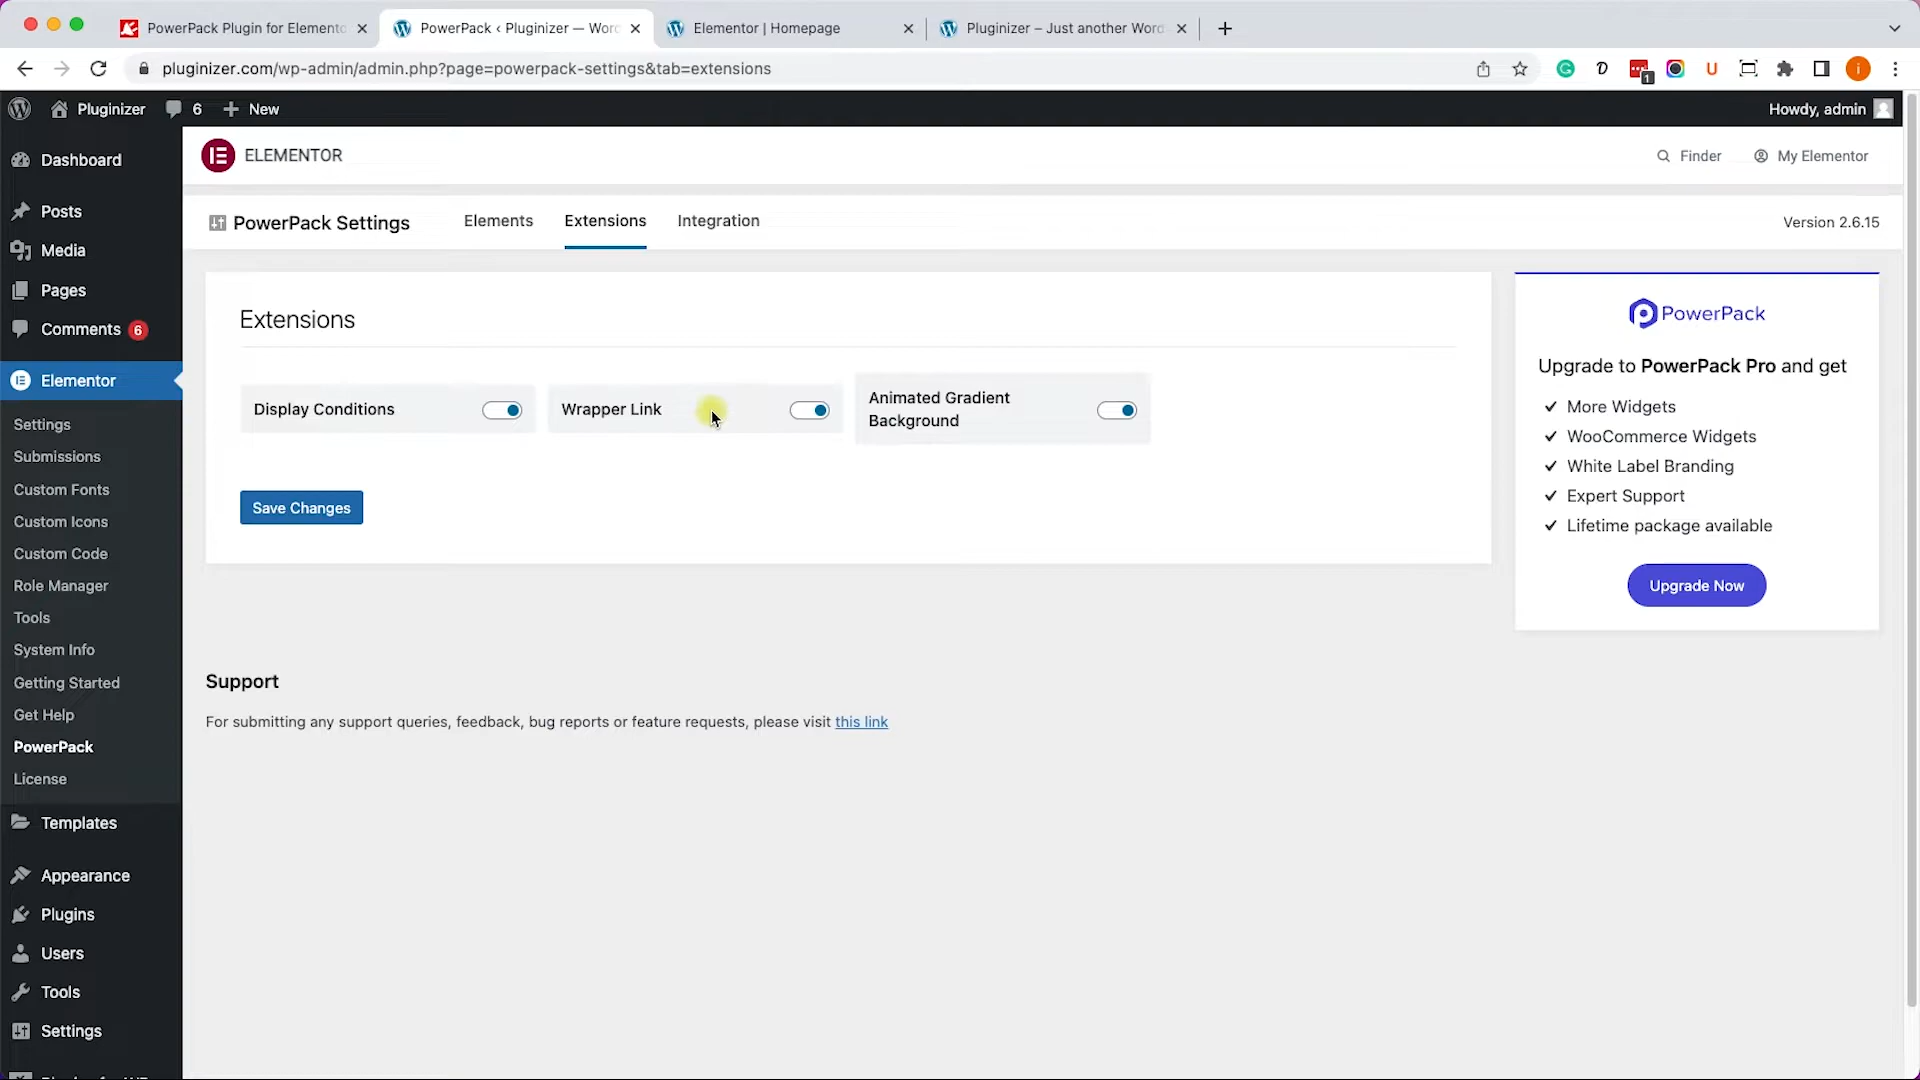 PowerPack Plugin for Elemento
PowerPack ‹ Pluginizer — Wor
Elementor | Homepage
Pluginizer – Just another Word
pluginizer.com/wp-admin/admin.php?page=powerpack-settings&tab=extensions
1
i
Pluginizer
6
New
Howdy, admin
Dashboard
ELEMENTOR
Finder
My Elementor
Posts
PowerPack Settings
Elements
Extensions
Integration
Version 2.6.15
Media
Pages
Comments 6
Elementor
Settings
Submissions
Custom Fonts
Custom Icons
Custom Code
Role Manager
Tools
System Info
Getting Started
Get Help
PowerPack
License
Templates
Appearance
Plugins
Users
Tools
Settings
Extensions
Display Conditions
Wrapper Link
Animated Gradient
Background
Save Changes
PowerPack
Upgrade to PowerPack Pro and get
✓ More Widgets
✓ WooCommerce Widgets
✓ White Label Branding
✓ Expert Support
✓ Lifetime package available
Upgrade Now
Support
For submitting any support queries, feedback, bug reports or feature requests, please visit this link